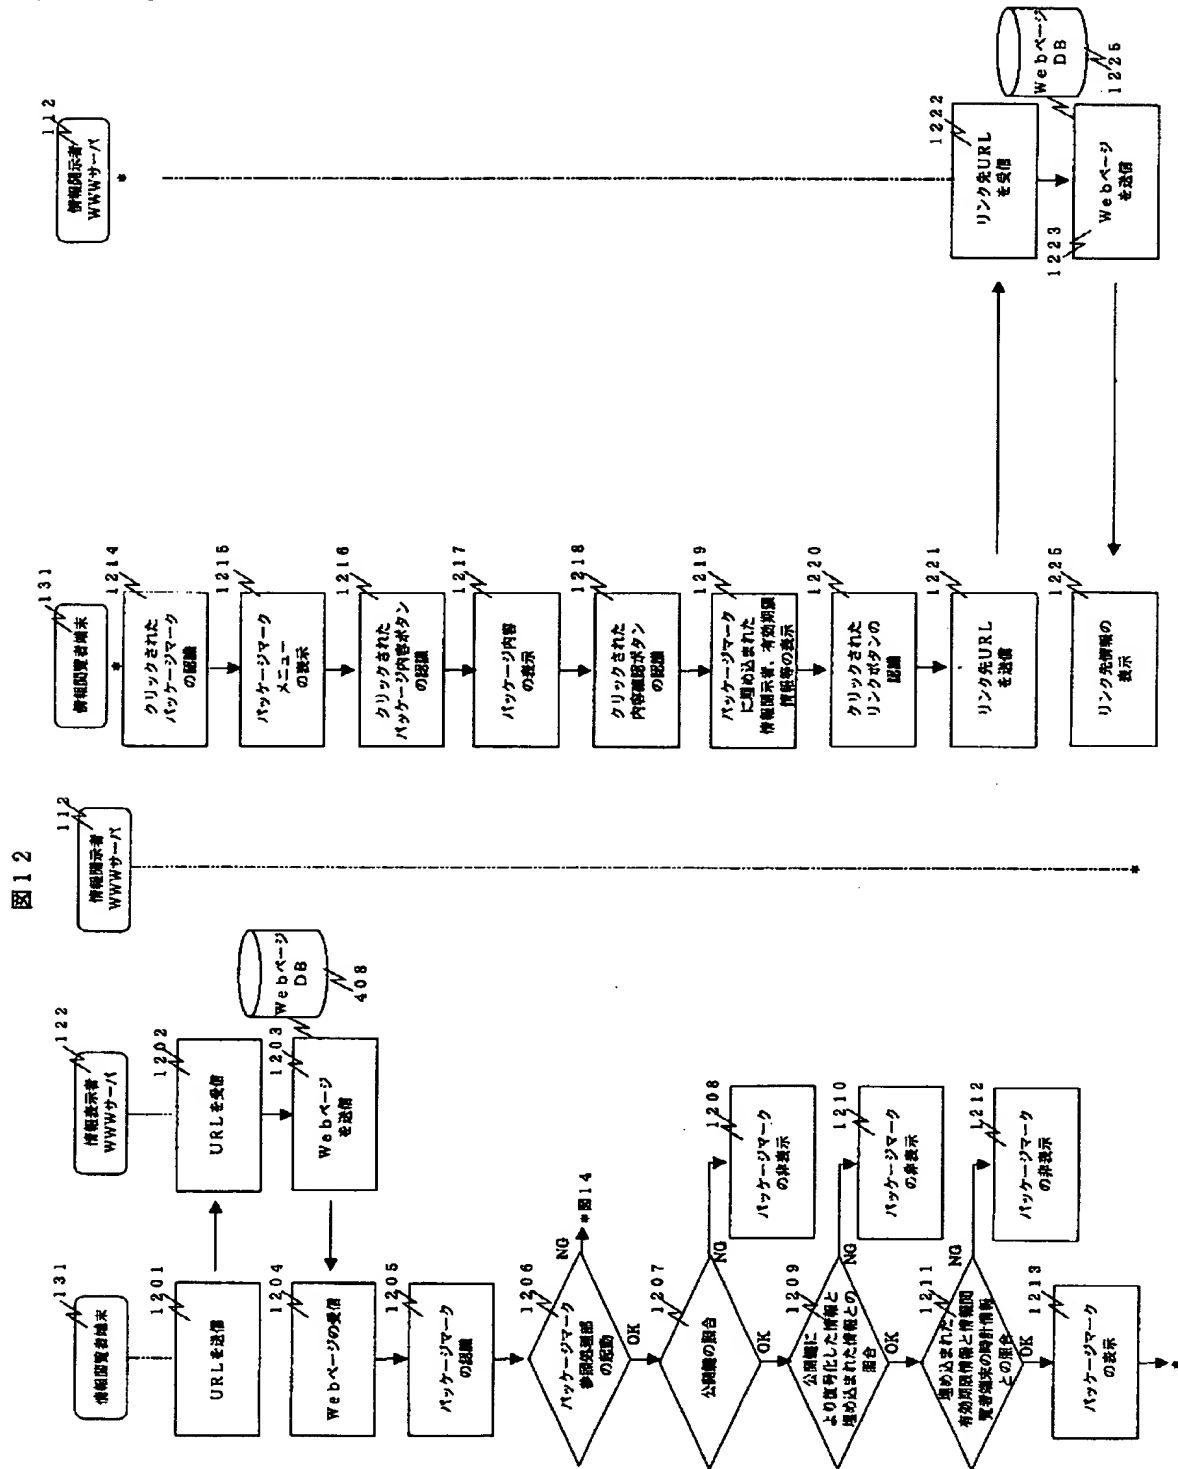 図12
131
情報閲覧者端末
1201
URLを送信
1204
Webページの受信
1205
パッケージマーク
の認識
1206
パッケージマーク
参照処理部
の起動
NG
*図14
OK
1207
公開鍵の照合
NG
OK
1208
パッケージマーク
の非表示
1209
公開鍵に
より復号化した情報と
埋め込まれた情報との
照合
NG
OK
1210
パッケージマーク
の非表示
1211
埋め込まれた
有効期限情報と情報閲
覧者端末の時計情報
との照合
NG
OK
1212
パッケージマーク
の非表示
1213
パッケージマーク
の表示
*
122
情報表示者
WWWサーバ
1202
URLを受信
1203
Webページ
を送信
Webページ
DB
408
112
情報開示者
WWWサーバ
*
131
情報閲覧者端末
*
1214
クリックされた
パッケージマーク
の認識
1215
パッケージマーク
メニュー
の表示
1216
クリックされた
パッケージ内容ボタン
の認識
1217
パッケージ内容
の表示
1218
クリックされた
内容確認ボタン
の認識
1219
パッケージマーク
に埋め込まれた
情報開示者、有効期限
情報等の表示
1220
クリックされた
リンクボタンの
認識
1221
リンク先URL
を送信
1225
リンク先情報の
表示
112
情報開示者
WWWサーバ
*
1222
リンク先URL
を受信
1223
Webページ
を送信
Webページ
DB
1225